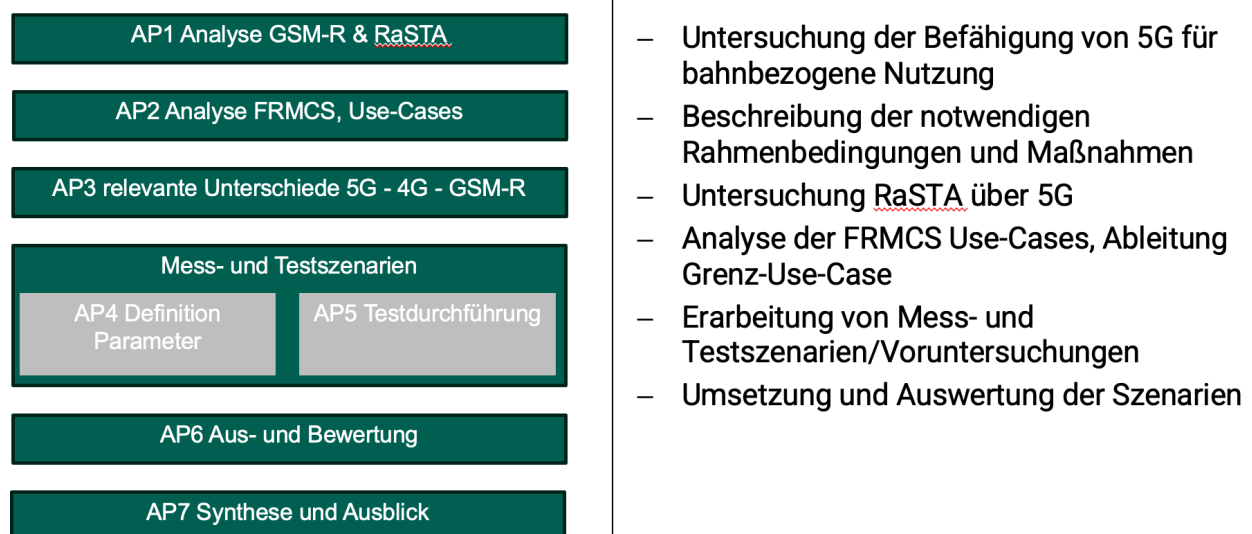 AP1 Analyse GSM-R & RaSTA
AP2 Analyse FRMCS, Use-Cases
AP3 relevante Unterschiede 5G - 4G - GSM-R
Mess- und Testszenarien
AP4 Definition
Parameter
AP5 Testdurchführung
AP6 Aus- und Bewertung
AP7 Synthese und Ausblick
– Untersuchung der Befähigung von 5G für
bahnbezogene Nutzung
– Beschreibung der notwendigen
Rahmenbedingungen und Maßnahmen
– Untersuchung RaSTA über 5G
– Analyse der FRMCS Use-Cases, Ableitung
Grenz-Use-Case
– Erarbeitung von Mess- und
Testszenarien/Voruntersuchungen
– Umsetzung und Auswertung der Szenarien